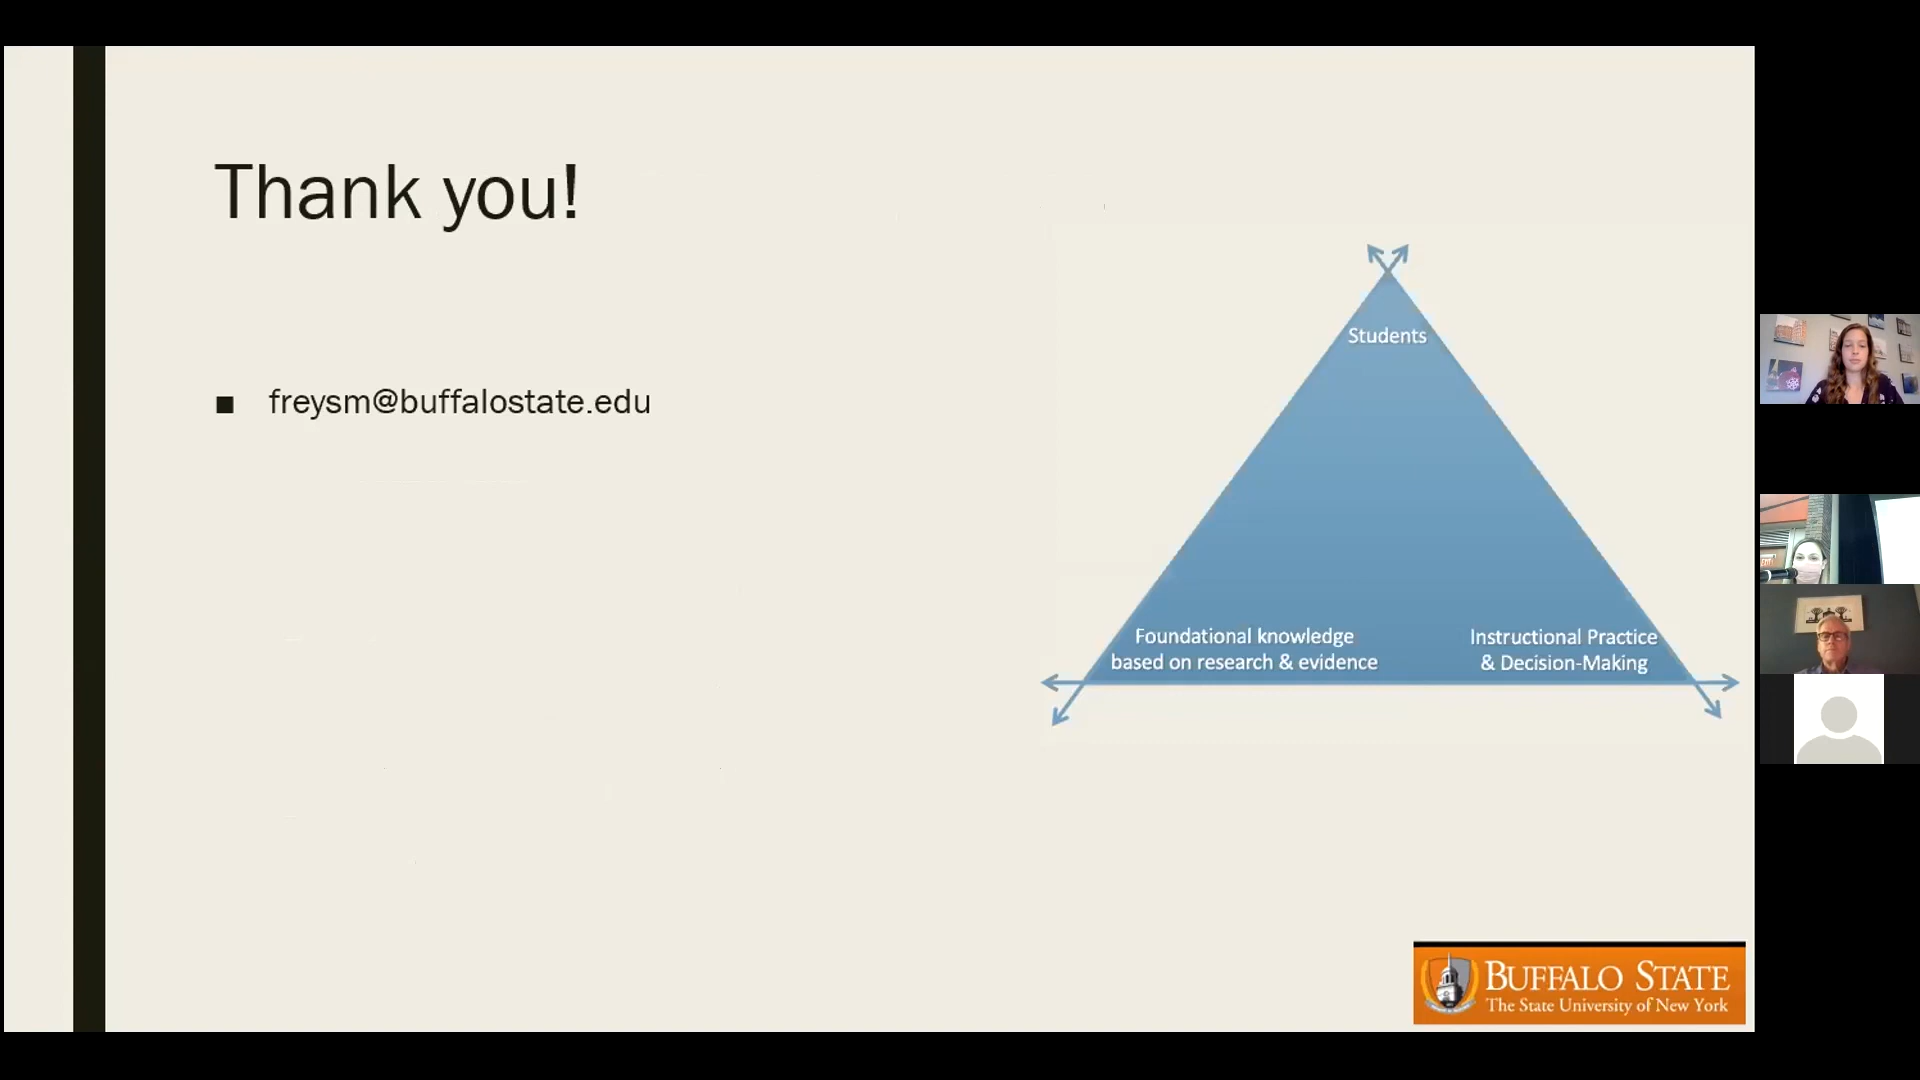 Thank you!
■ freysm@buffalostate.edu
Students
Foundational knowledge
based on research & evidence
Instructional Practice
& Decision-Making
BUFFALO STATE
The State University of New York